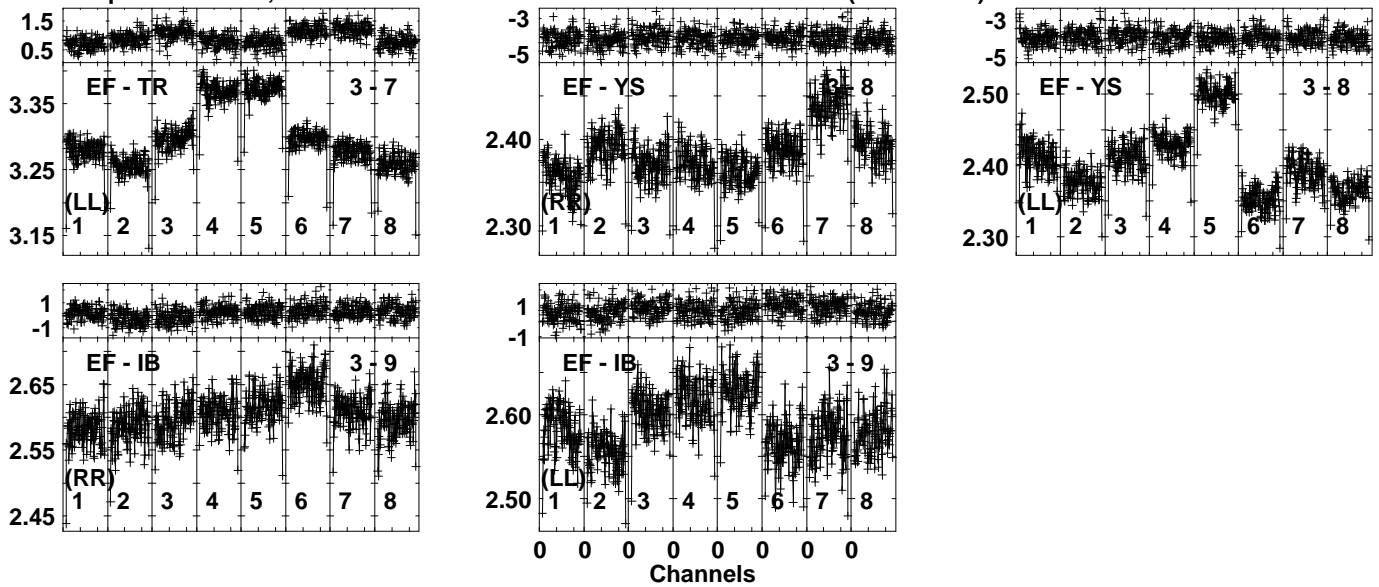 1.5
0.5
EF - TR 3 - 7
3.35
3.25
3.15
(LL)
1 2 3 4 5 6 7 8
-3
-5
EF - YS 3 - 8
2.40
2.30
(RR)
1 2 3 4 5 6 7 8
-3
-5
EF - YS 3 - 8
2.50
2.40
2.30
(LL)
1 2 3 4 5 6 7 8
1
-1
EF - IB 3 - 9
2.65
2.55
2.45
(RR)
1 2 3 4 5 6 7 8
1
-1
EF - IB 3 - 9
2.60
2.50
(LL)
1 2 3 4 5 6 7 8
0 0 0 0 0 0 0 0
Channels